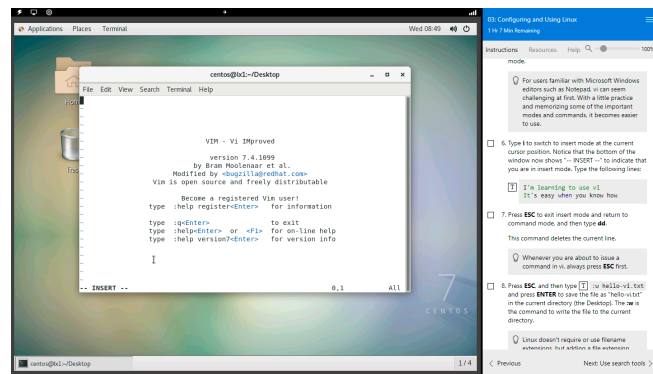 Applications Places Terminal
Wed 08:49
centos@lx1:~/Desktop
File Edit View Search Terminal Help
VIM - Vi IMproved
version 7.4.1099
by Bram Moolenaar et al.
Modified by <bugzilla@redhat.com>
Vim is open source and freely distributable
Become a registered Vim user!
type :help register<Enter> for information
type :q<Enter> to exit
type :help<Enter> or <F1> for on-line help
type :help version7<Enter> for version info
-- INSERT -- 0,1 All
7
CENTOS
centos@lx1:~/Desktop
1 / 4
03: Configuring and Using Linux
1 Hr 7 Min Remaining
Instructions Resources Help 100%
mode.
For users familiar with Microsoft Windows
editors such as Notepad, vi can seem
challenging at first. With a little practice
and memorizing some of the important
modes and commands, it becomes easier
to use.
6. Type i to switch to insert mode at the current
cursor position. Notice that the bottom of the
window now shows "-- INSERT --" to indicate that
you are in insert mode. Type the following lines:
T I'm learning to use vi
It's easy when you know how
7. Press ESC to exit insert mode and return to
command mode, and then type dd.
This command deletes the current line.
Whenever you are about to issue a
command in vi, always press ESC first.
8. Press ESC, and then type T :w hello-vi.txt
and press ENTER to save the file as "hello-vi.txt"
in the current directory (the Desktop). The :w is
the command to write the file to the current
directory.
Linux doesn't require or use filename
extensions, but adding a file extension
Previous Next: Use search tools